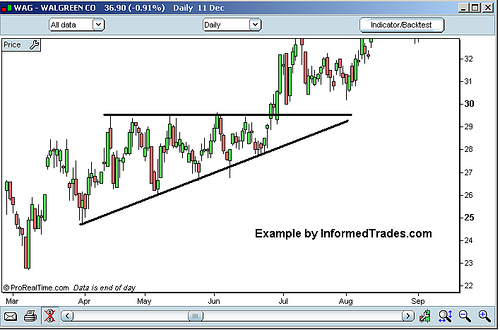 WAG - WALGREEN CO 36.90 (-0.91%) Daily 11 Dec
All data Daily Indicator/Backtest
Price
32
31
30
29
28
27
26
25
24
23
22
Example by InformedTrades.com
© ProRealTime.com Data is end of day
Mar Apr May Jun Jul Aug Sep